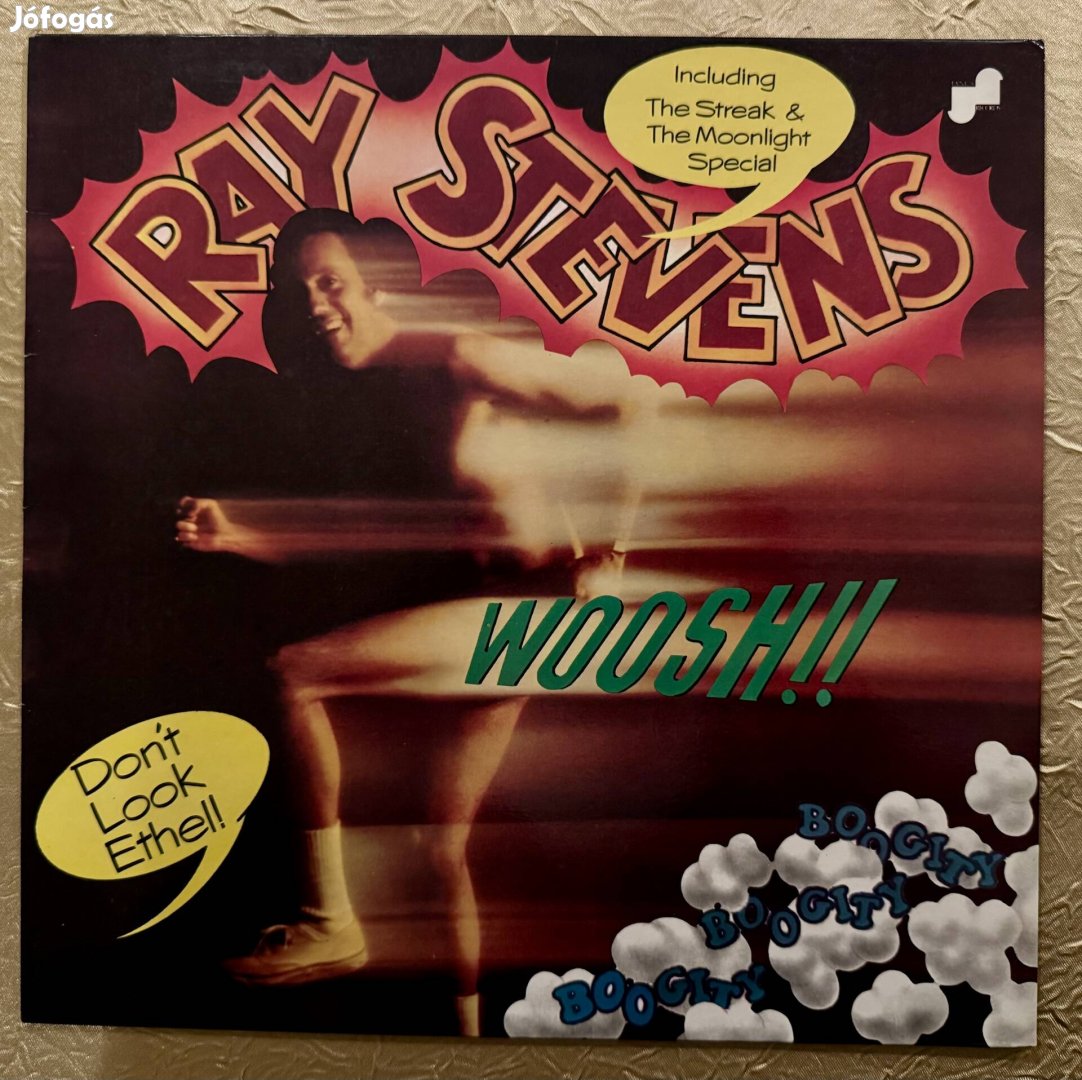 Jófogás
RAY STEVENS
Including
The Streak &
The Moonlight
Special
WOOSH!!
Don't
Look
Ethel!
BOOGITY
BOOGITY
BOOGITY